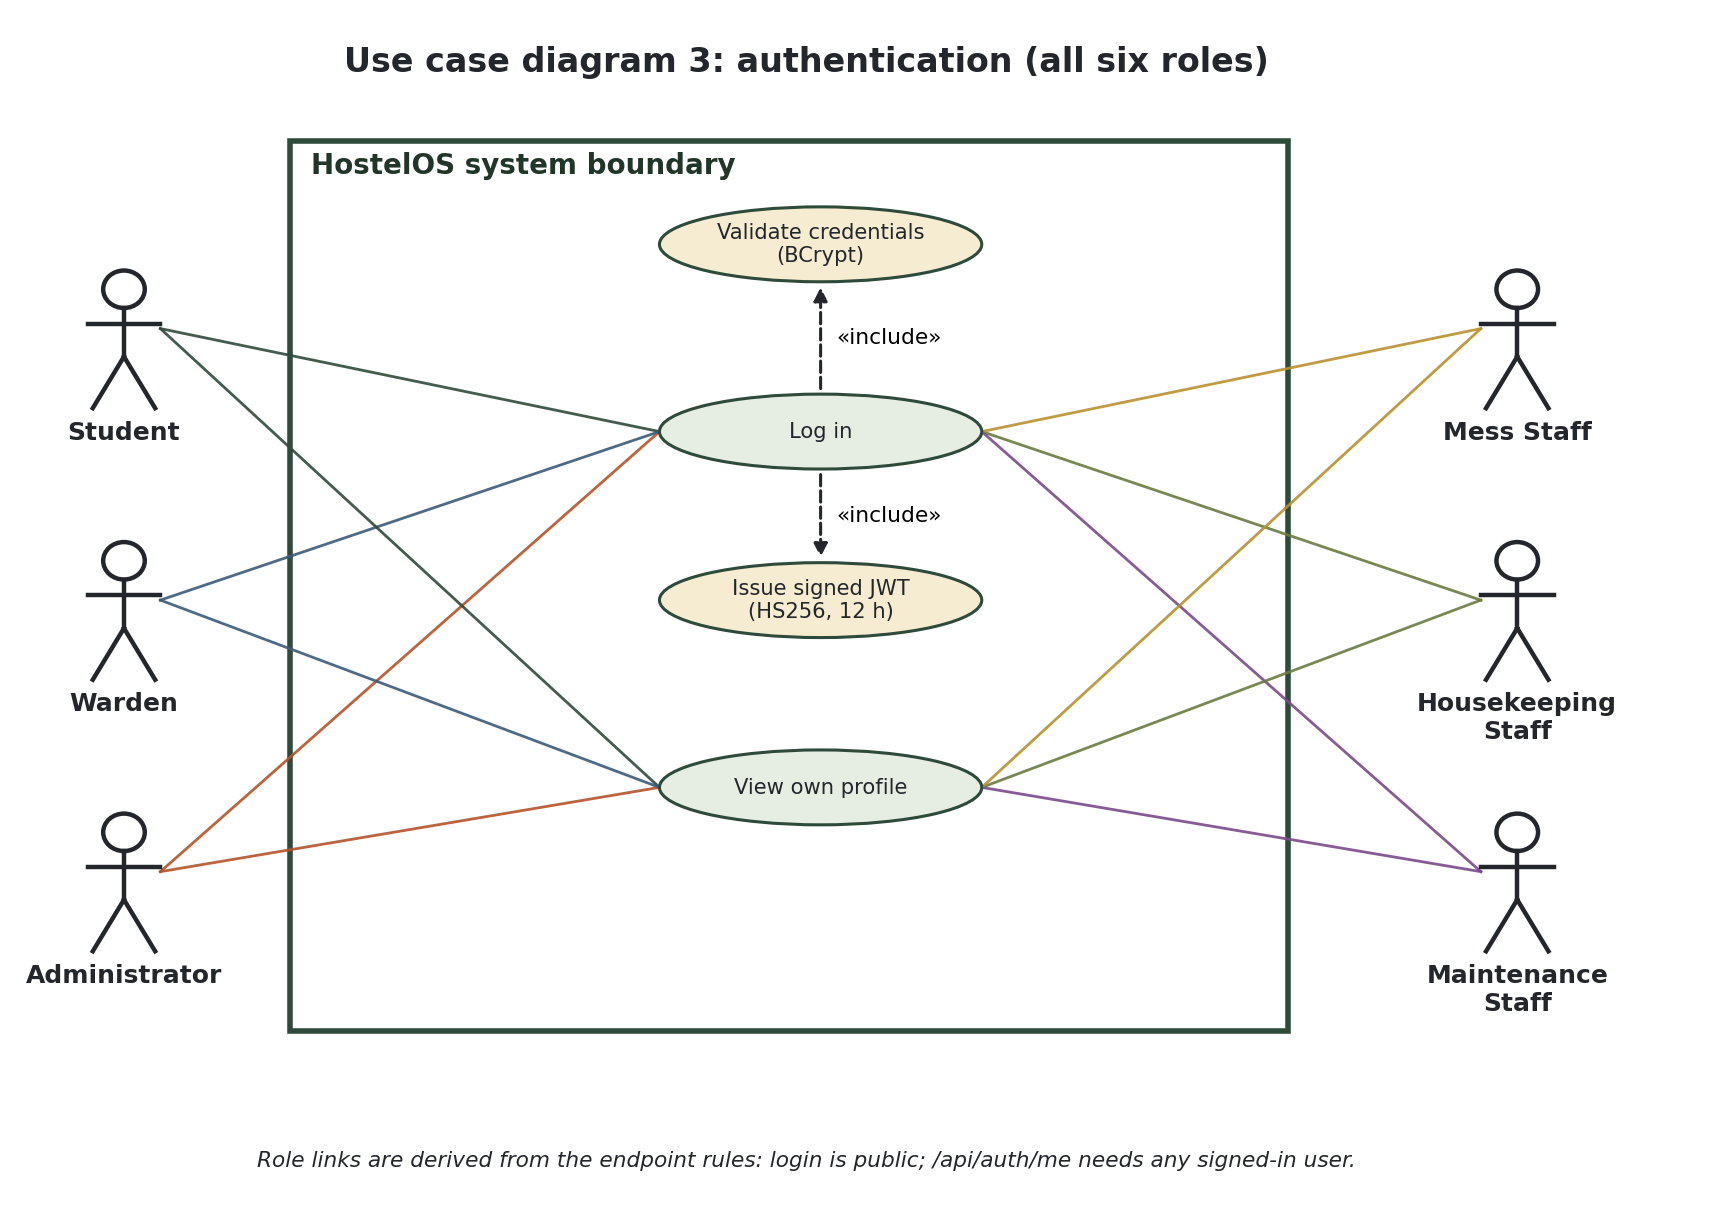 Use case diagram 3: authentication (all six roles)
HostelOS system boundary
Validate credentials
(BCrypt)
«include»
Student
Log in
Mess Staff
«include»
Issue signed JWT
(HS256, 12 h)
Warden
Housekeeping
Staff
View own profile
Administrator
Maintenance
Staff
Role links are derived from the endpoint rules: login is public; /api/auth/me needs any signed-in user.